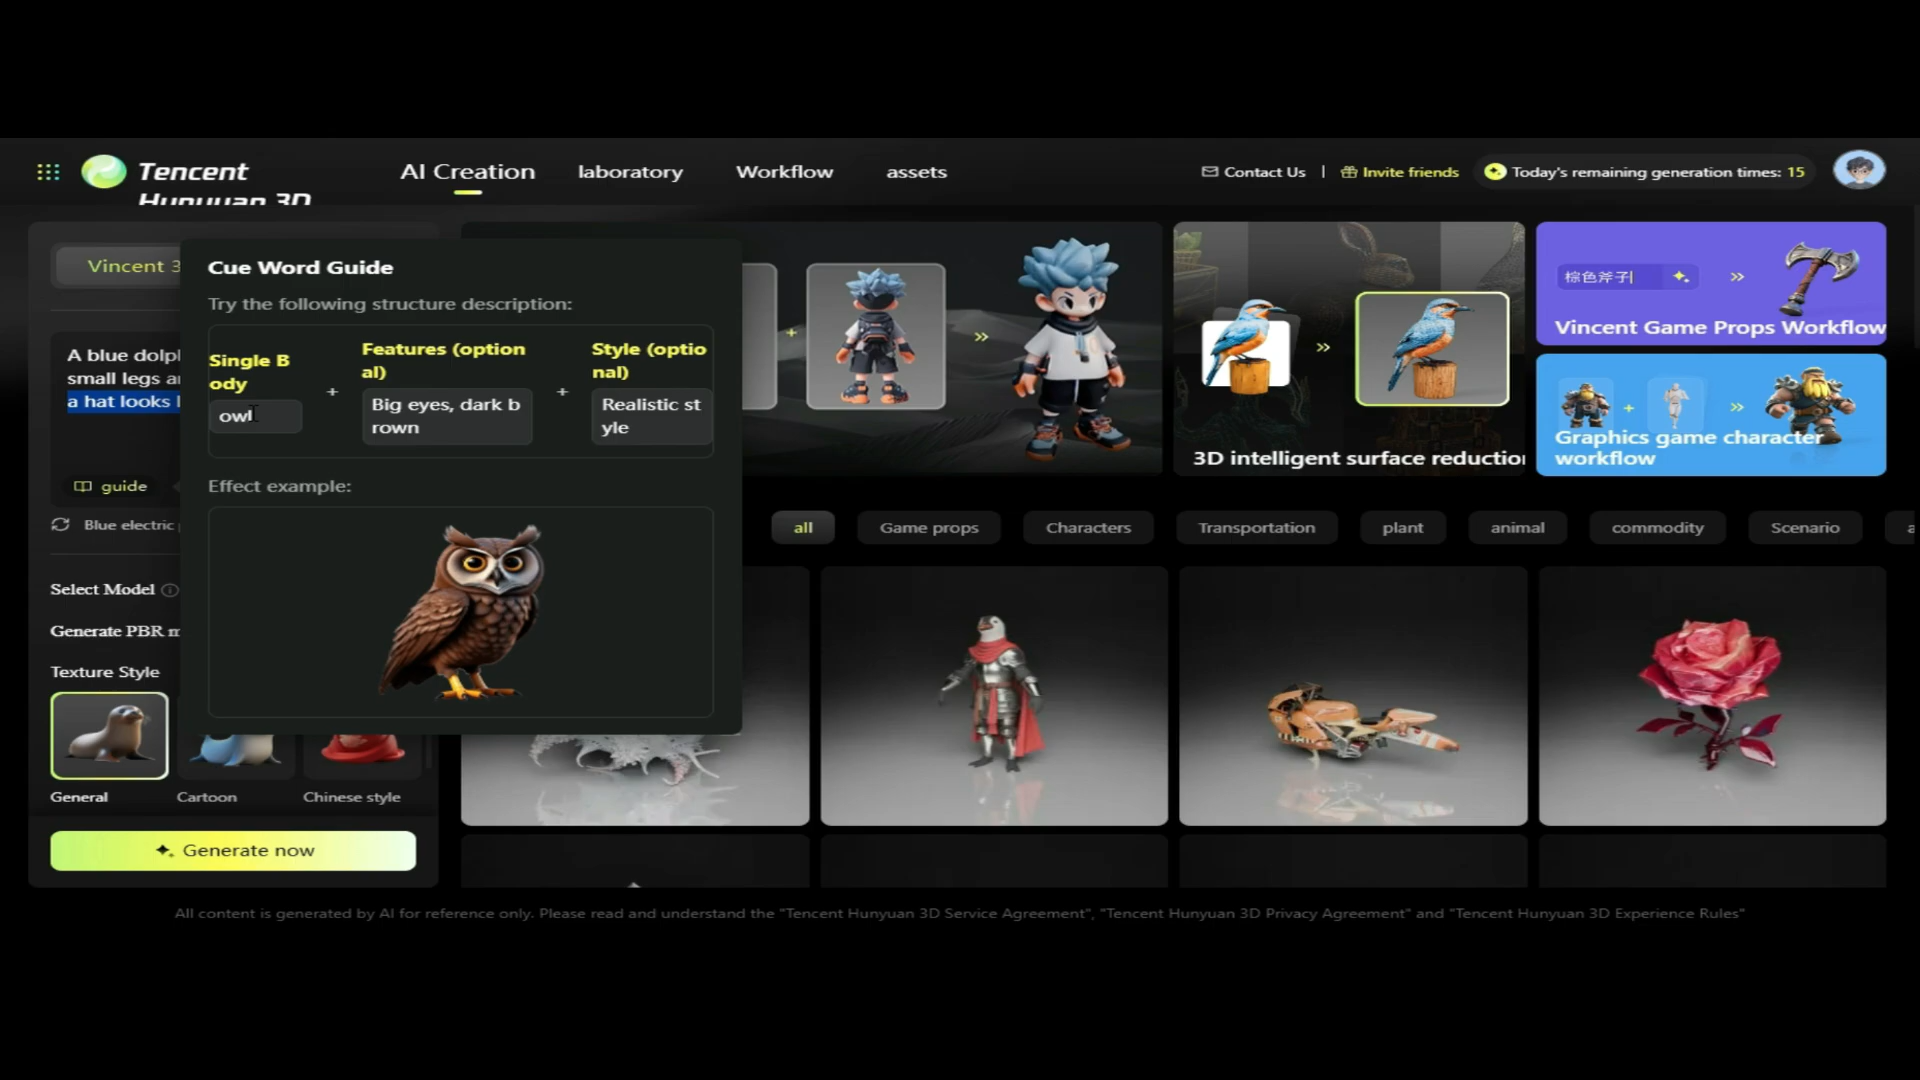 Tencent
Hunyuan 3D
AI Creation
laboratory
Workflow
assets
Contact Us
Invite friends
Today's remaining generation times: 15
Vincent 3
A blue dolp
small legs a
a hat looks
guide
Blue electric
Select Model
Generate PBR m
Texture Style
General
Cartoon
Chinese style
Generate now
Cue Word Guide
Try the following structure description:
Single B
ody
owl
+
Features (option
al)
Big eyes, dark b
rown
+
Style (optio
nal)
Realistic st
yle
Effect example:
3D intelligent surface reduction
棕色斧子
Vincent Game Props Workflow
Graphics game character
workflow
all
Game props
Characters
Transportation
plant
animal
commodity
Scenario
All content is generated by AI for reference only. Please read and understand the "Tencent Hunyuan 3D Service Agreement", "Tencent Hunyuan 3D Privacy Agreement" and "Tencent Hunyuan 3D Experience Rules"